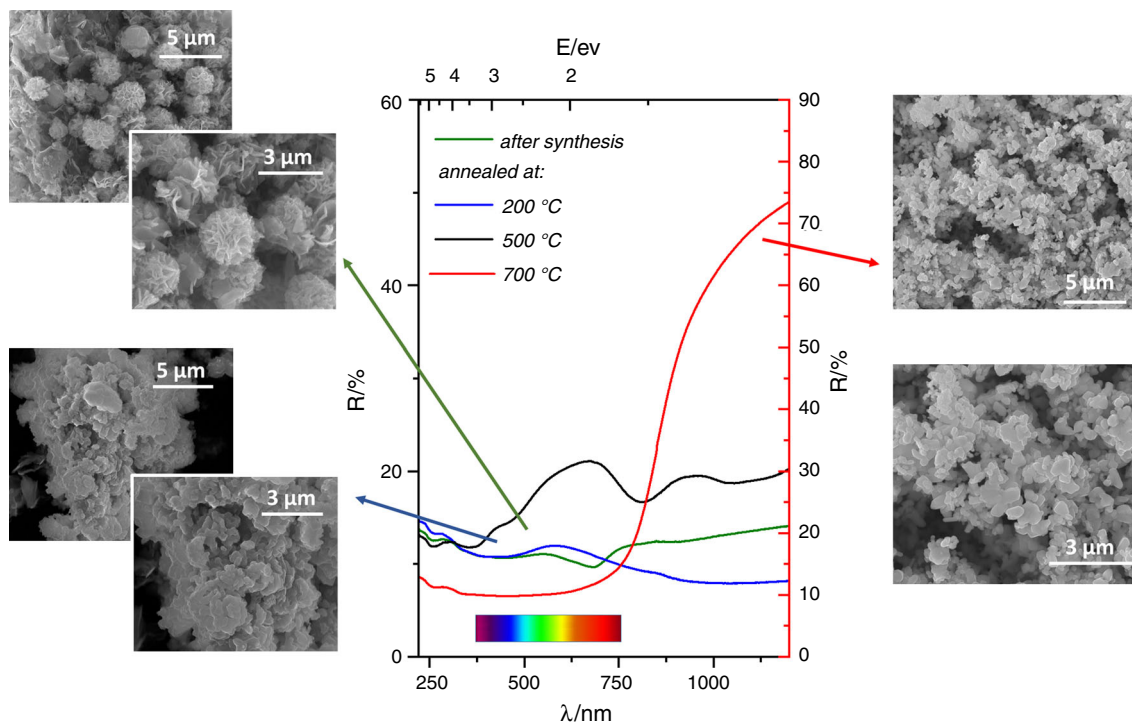 5 µm
3 µm
5 µm
3 µm
E/ev
5 4 3 2
60
40
20
0
R/%
after synthesis
annealed at:
200 °C
500 °C
700 °C
90
80
70
60
50
40
30
20
10
0
R/%
250 500 750 1000
λ/nm
5 µm
3 µm